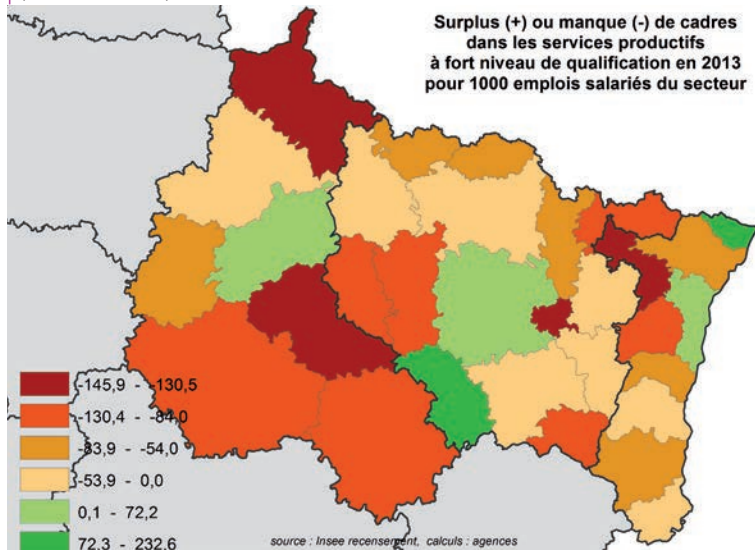 Surplus (+) ou manque (-) de cadres
dans les services productifs
à fort niveau de qualification en 2013
pour 1000 emplois salariés du secteur
-145,9 - -130,5
-130,4 - -84,0
-83,9 - -54,0
-53,9 - 0,0
0,1 - 72,2
72,3 - 232,6
source : Insee recensement, calculs : agences